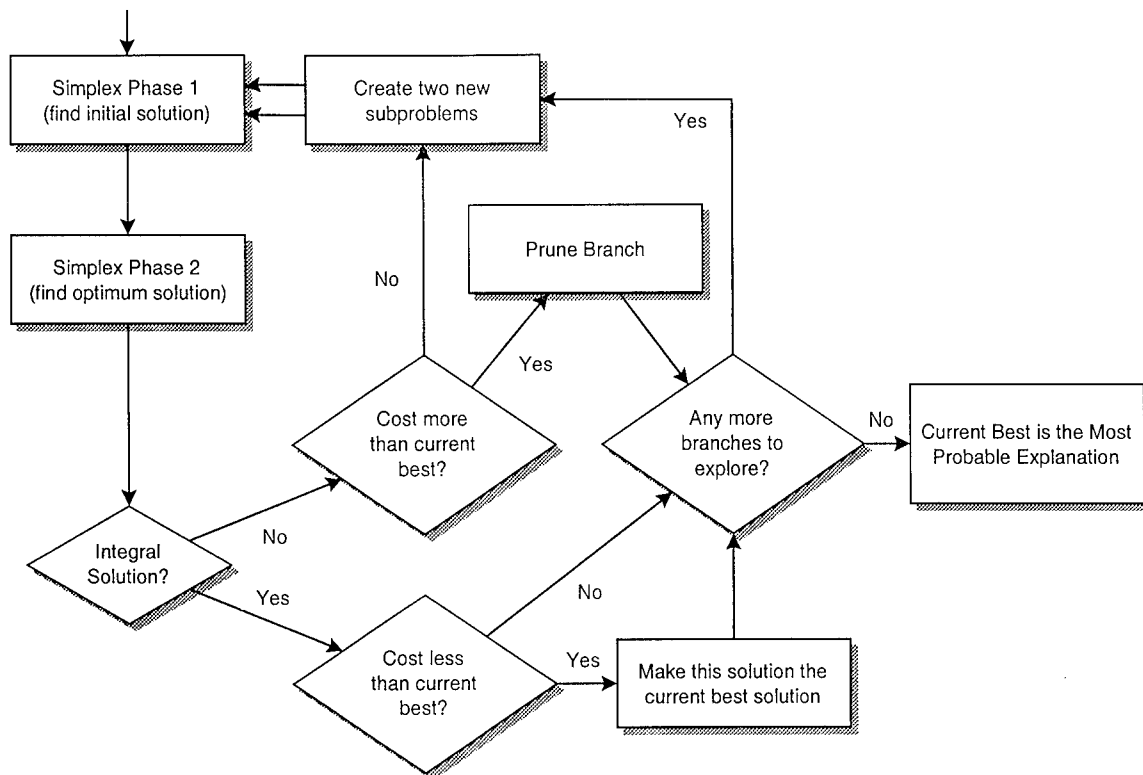 Simplex Phase 1
(find initial solution)
Create two new
subproblems
Yes
Prune Branch
Simplex Phase 2
(find optimum solution)
No
Yes
Cost more
than current
best?
Any more
branches to
explore?
No
Current Best is the Most
Probable Explanation
Integral
Solution?
No
Yes
No
Cost less
than current
best?
Yes
Make this solution the
current best solution